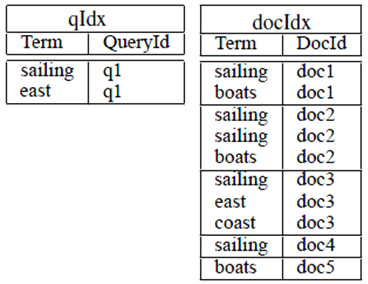 qIdx
Term QueryId
sailing q1
east q1
docIdx
Term DocId
sailing doc1
boats doc1
sailing doc2
sailing doc2
boats doc2
sailing doc3
east doc3
coast doc3
sailing doc4
boats doc5